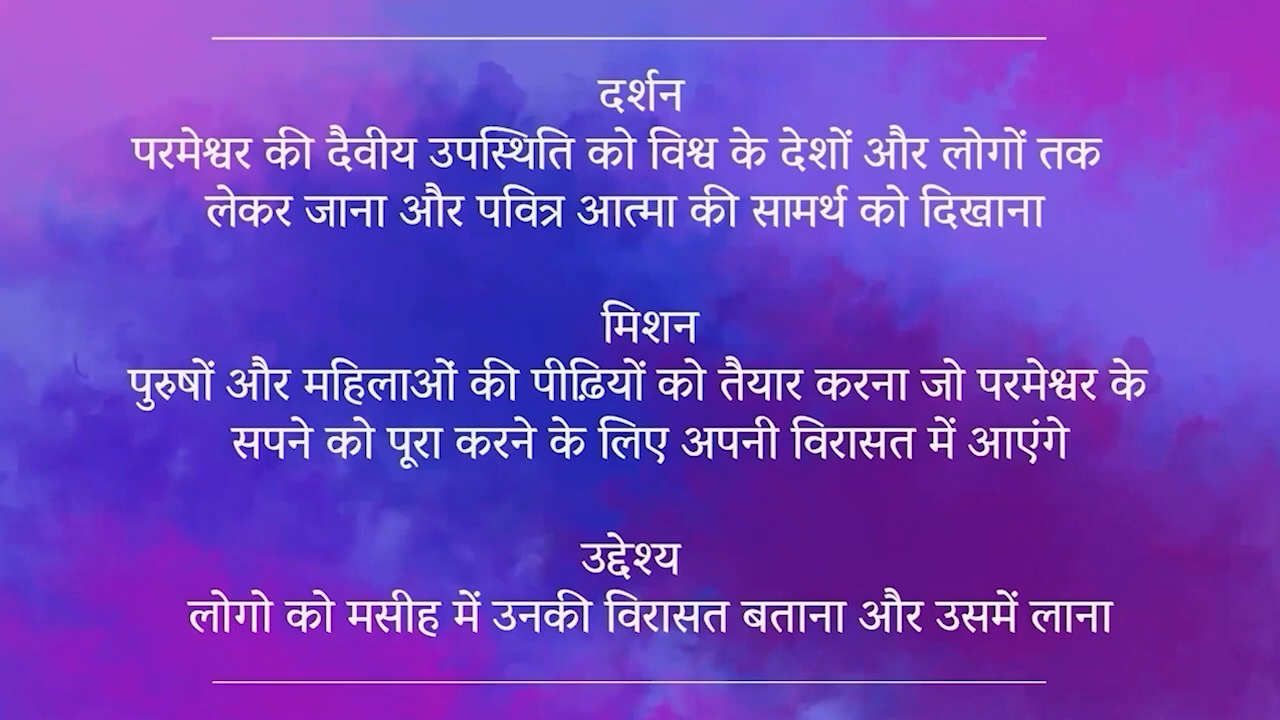 दर्शन
परमेश्वर की दैवीय उपस्थिति को विश्व के देशों और लोगों तक
लेकर जाना और पवित्र आत्मा की सामर्थ को दिखाना
मिशन
पुरुषों और महिलाओं की पीढ़ियों को तैयार करना जो परमेश्वर के
सपने को पूरा करने के लिए अपनी विरासत में आएंगे
उद्देश्य
लोगो को मसीह में उनकी विरासत बताना और उसमें लाना